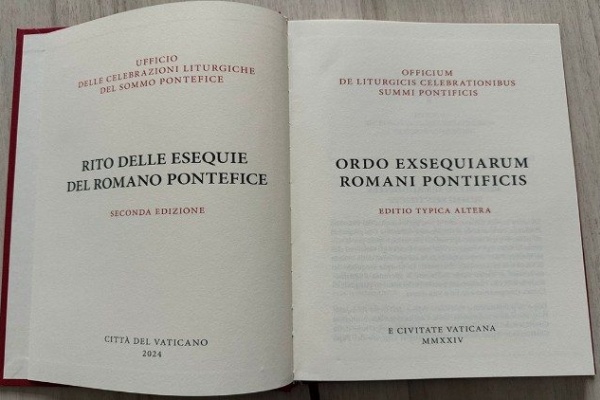 UFFICIO
DELLE CELEBRAZIONI LITURGICHE
DEL SOMMO PONTEFICE
RITO DELLE ESEQUIE
DEL ROMANO PONTEFICE
SECONDA EDIZIONE
CITTÀ DEL VATICANO
2024
OFFICIUM
DE LITURGICIS CELEBRATIONIBUS
SUMMI PONTIFICIS
ORDO EXSEQUIARUM
ROMANI PONTIFICIS
EDITIO TYPICA ALTERA
E CIVITATE VATICANA
MMXXIV